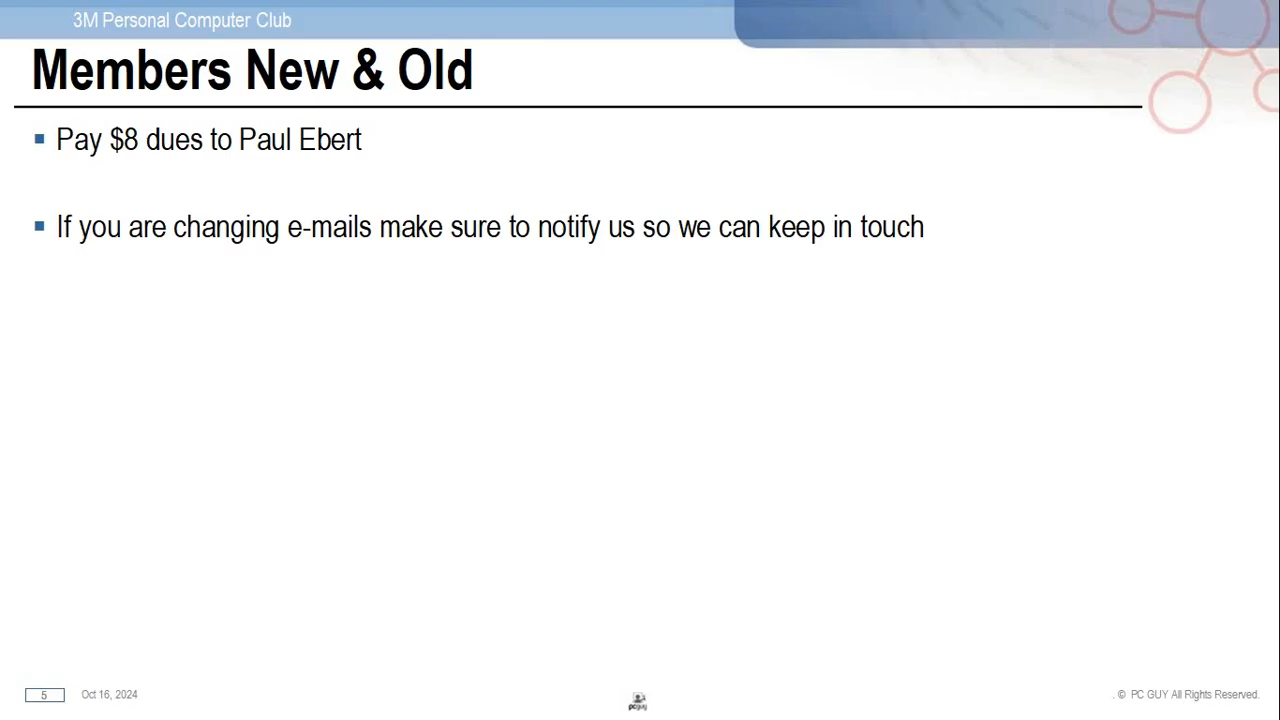 3M Personal Computer Club
Members New & Old
Pay $8 dues to Paul Ebert
If you are changing e-mails make sure to notify us so we can keep in touch
5
Oct 16, 2024
pcguy
. © PC GUY All Rights Reserved.